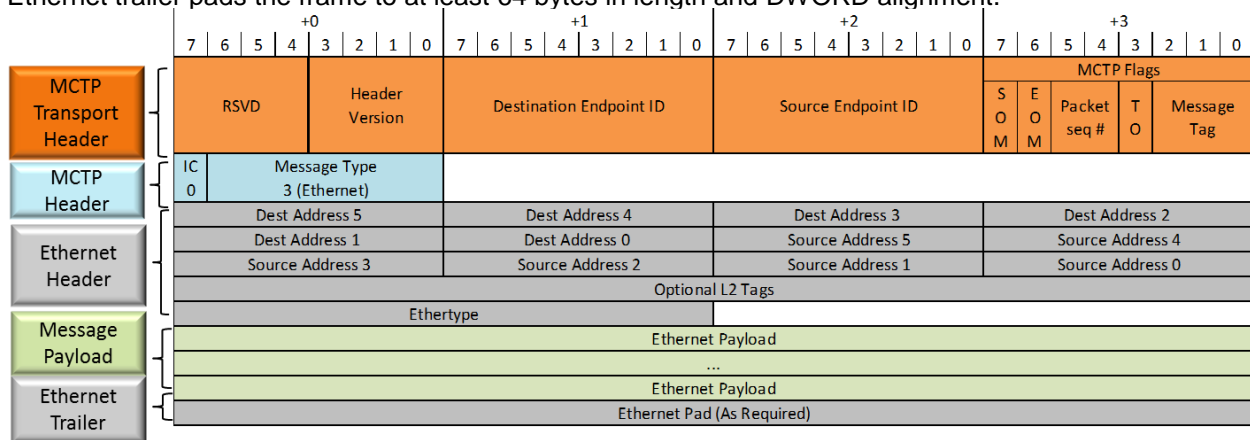 Ethernet trailer pads the frame to at least 64 bytes in length and DWORD alignment.
+0 +1 +2 +3
7 6 5 4 3 2 1 0 7 6 5 4 3 2 1 0 7 6 5 4 3 2 1 0 7 6 5 4 3 2 1 0
MCTP Transport Header
RSVD
Header Version
Destination Endpoint ID
Source Endpoint ID
MCTP Flags
SOM
EOM
Packet seq #
TO
Message Tag
MCTP Header
IC 0
Message Type
3 (Ethernet)
Ethernet Header
Dest Address 5 Dest Address 4 Dest Address 3 Dest Address 2
Dest Address 1 Dest Address 0 Source Address 5 Source Address 4
Source Address 3 Source Address 2 Source Address 1 Source Address 0
Optional L2 Tags
Ethertype
Message Payload
Ethernet Payload
...
Ethernet Payload
Ethernet Trailer
Ethernet Pad (As Required)